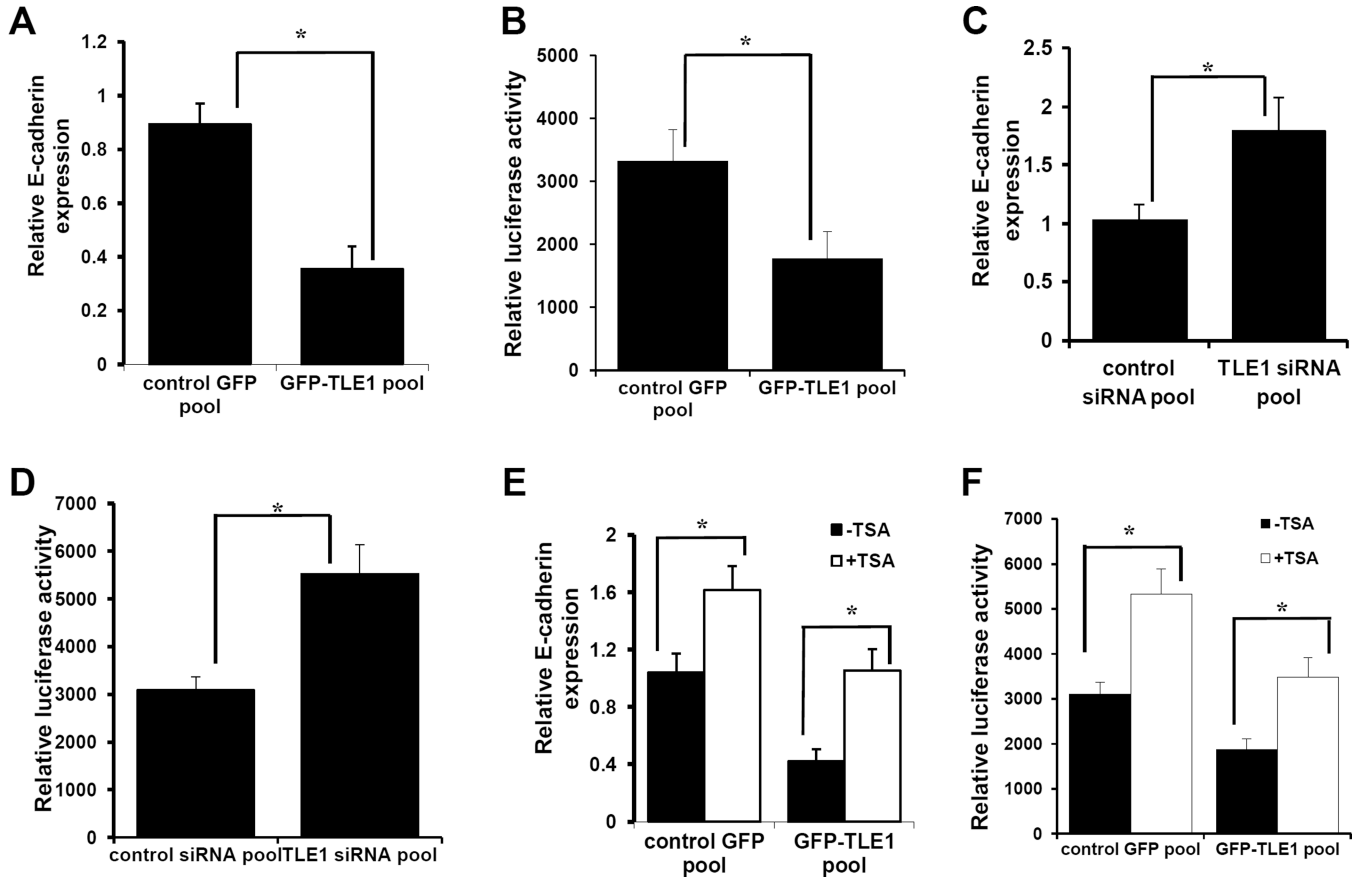 A
Relative E-cadherin
expression
1.2
1
0.8
0.6
0.4
0.2
0
*
control GFP
pool
GFP-TLE1 pool
B
Relative luciferase activity
5000
4000
3000
2000
1000
0
*
control GFP
pool
GFP-TLE1 pool
C
Relative E-cadherin
expression
2.5
2
1.5
1
0.5
0
*
control
siRNA pool
TLE1 siRNA
pool
D
Relative luciferase activity
7000
6000
5000
4000
3000
2000
1000
0
*
control siRNA pool
TLE1 siRNA pool
E
Relative E-cadherin
expression
2
1.6
1.2
0.8
0.4
0
*
*
-TSA
+TSA
control GFP
pool
GFP-TLE1
pool
F
Relative luciferase activity
7000
6000
5000
4000
3000
2000
1000
0
*
*
-TSA
+TSA
control GFP pool
GFP-TLE1 pool